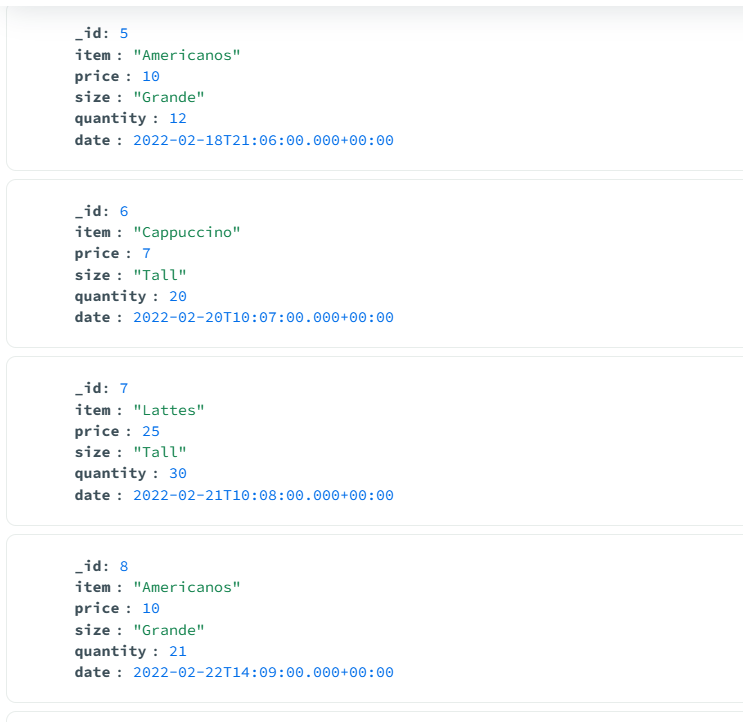 _id: 5
item : "Americanos"
price : 10
size : "Grande"
quantity : 12
date : 2022-02-18T21:06:00.000+00:00
_id: 6
item : "Cappuccino"
price : 7
size : "Tall"
quantity : 20
date : 2022-02-20T10:07:00.000+00:00
_id: 7
item : "Lattes"
price : 25
size : "Tall"
quantity : 30
date : 2022-02-21T10:08:00.000+00:00
_id: 8
item : "Americanos"
price : 10
size : "Grande"
quantity : 21
date : 2022-02-22T14:09:00.000+00:00